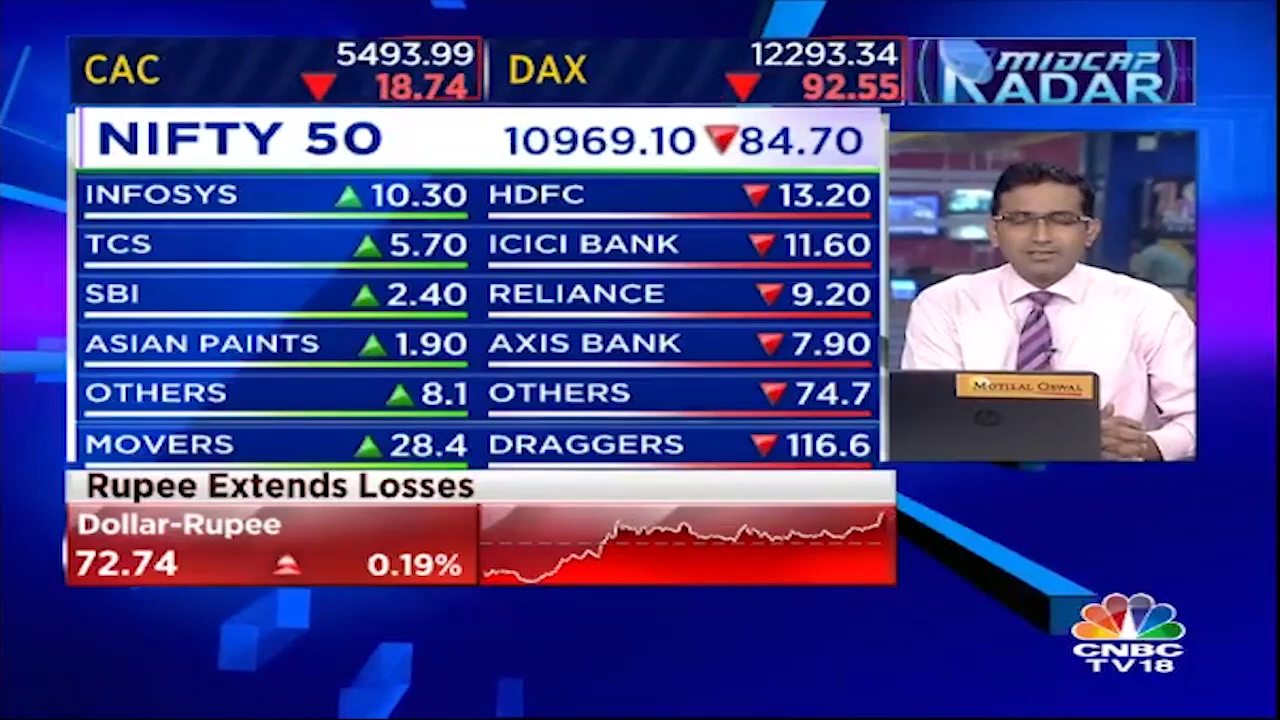 CAC 5493.99 ▼ 18.74 DAX 12293.34 ▼ 92.55 MIDCAP RADAR
NIFTY 50 10969.10 ▼ 84.70
INFOSYS ▲ 10.30 HDFC ▼ 13.20
TCS ▲ 5.70 ICICI BANK ▼ 11.60
SBI ▲ 2.40 RELIANCE ▼ 9.20
ASIAN PAINTS ▲ 1.90 AXIS BANK ▼ 7.90
OTHERS ▲ 8.1 OTHERS ▼ 74.7
MOVERS ▲ 28.4 DRAGGERS ▼ 116.6
Rupee Extends Losses
Dollar-Rupee
72.74 ▲ 0.19%
MOTILAL OSWAL
hp
CNBC
TV18